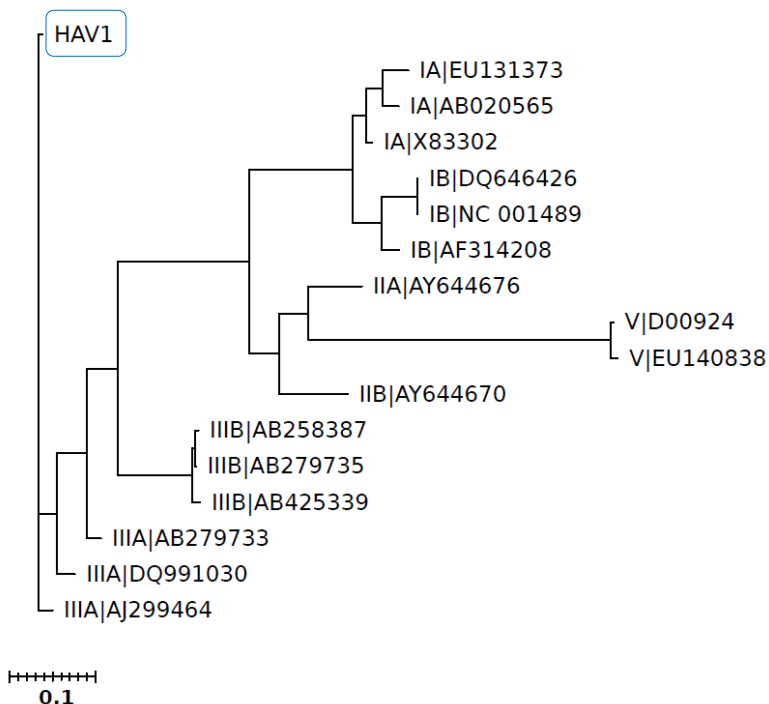 HAV1
IA|EU131373
IA|AB020565
IA|X83302
IB|DQ646426
IB|NC 001489
IB|AF314208
IIA|AY644676
V|D00924
V|EU140838
IIB|AY644670
IIIB|AB258387
IIIB|AB279735
IIIB|AB425339
IIIA|AB279733
IIIA|DQ991030
IIIA|AJ299464
0.1